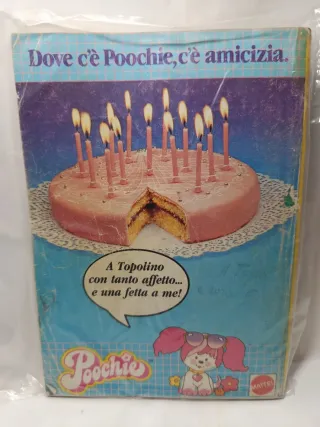 Dove c'è Poochie, c'è amicizia.
A Topolino
con tanto affetto...
e una fetta a me!
Poochie
MATTEL